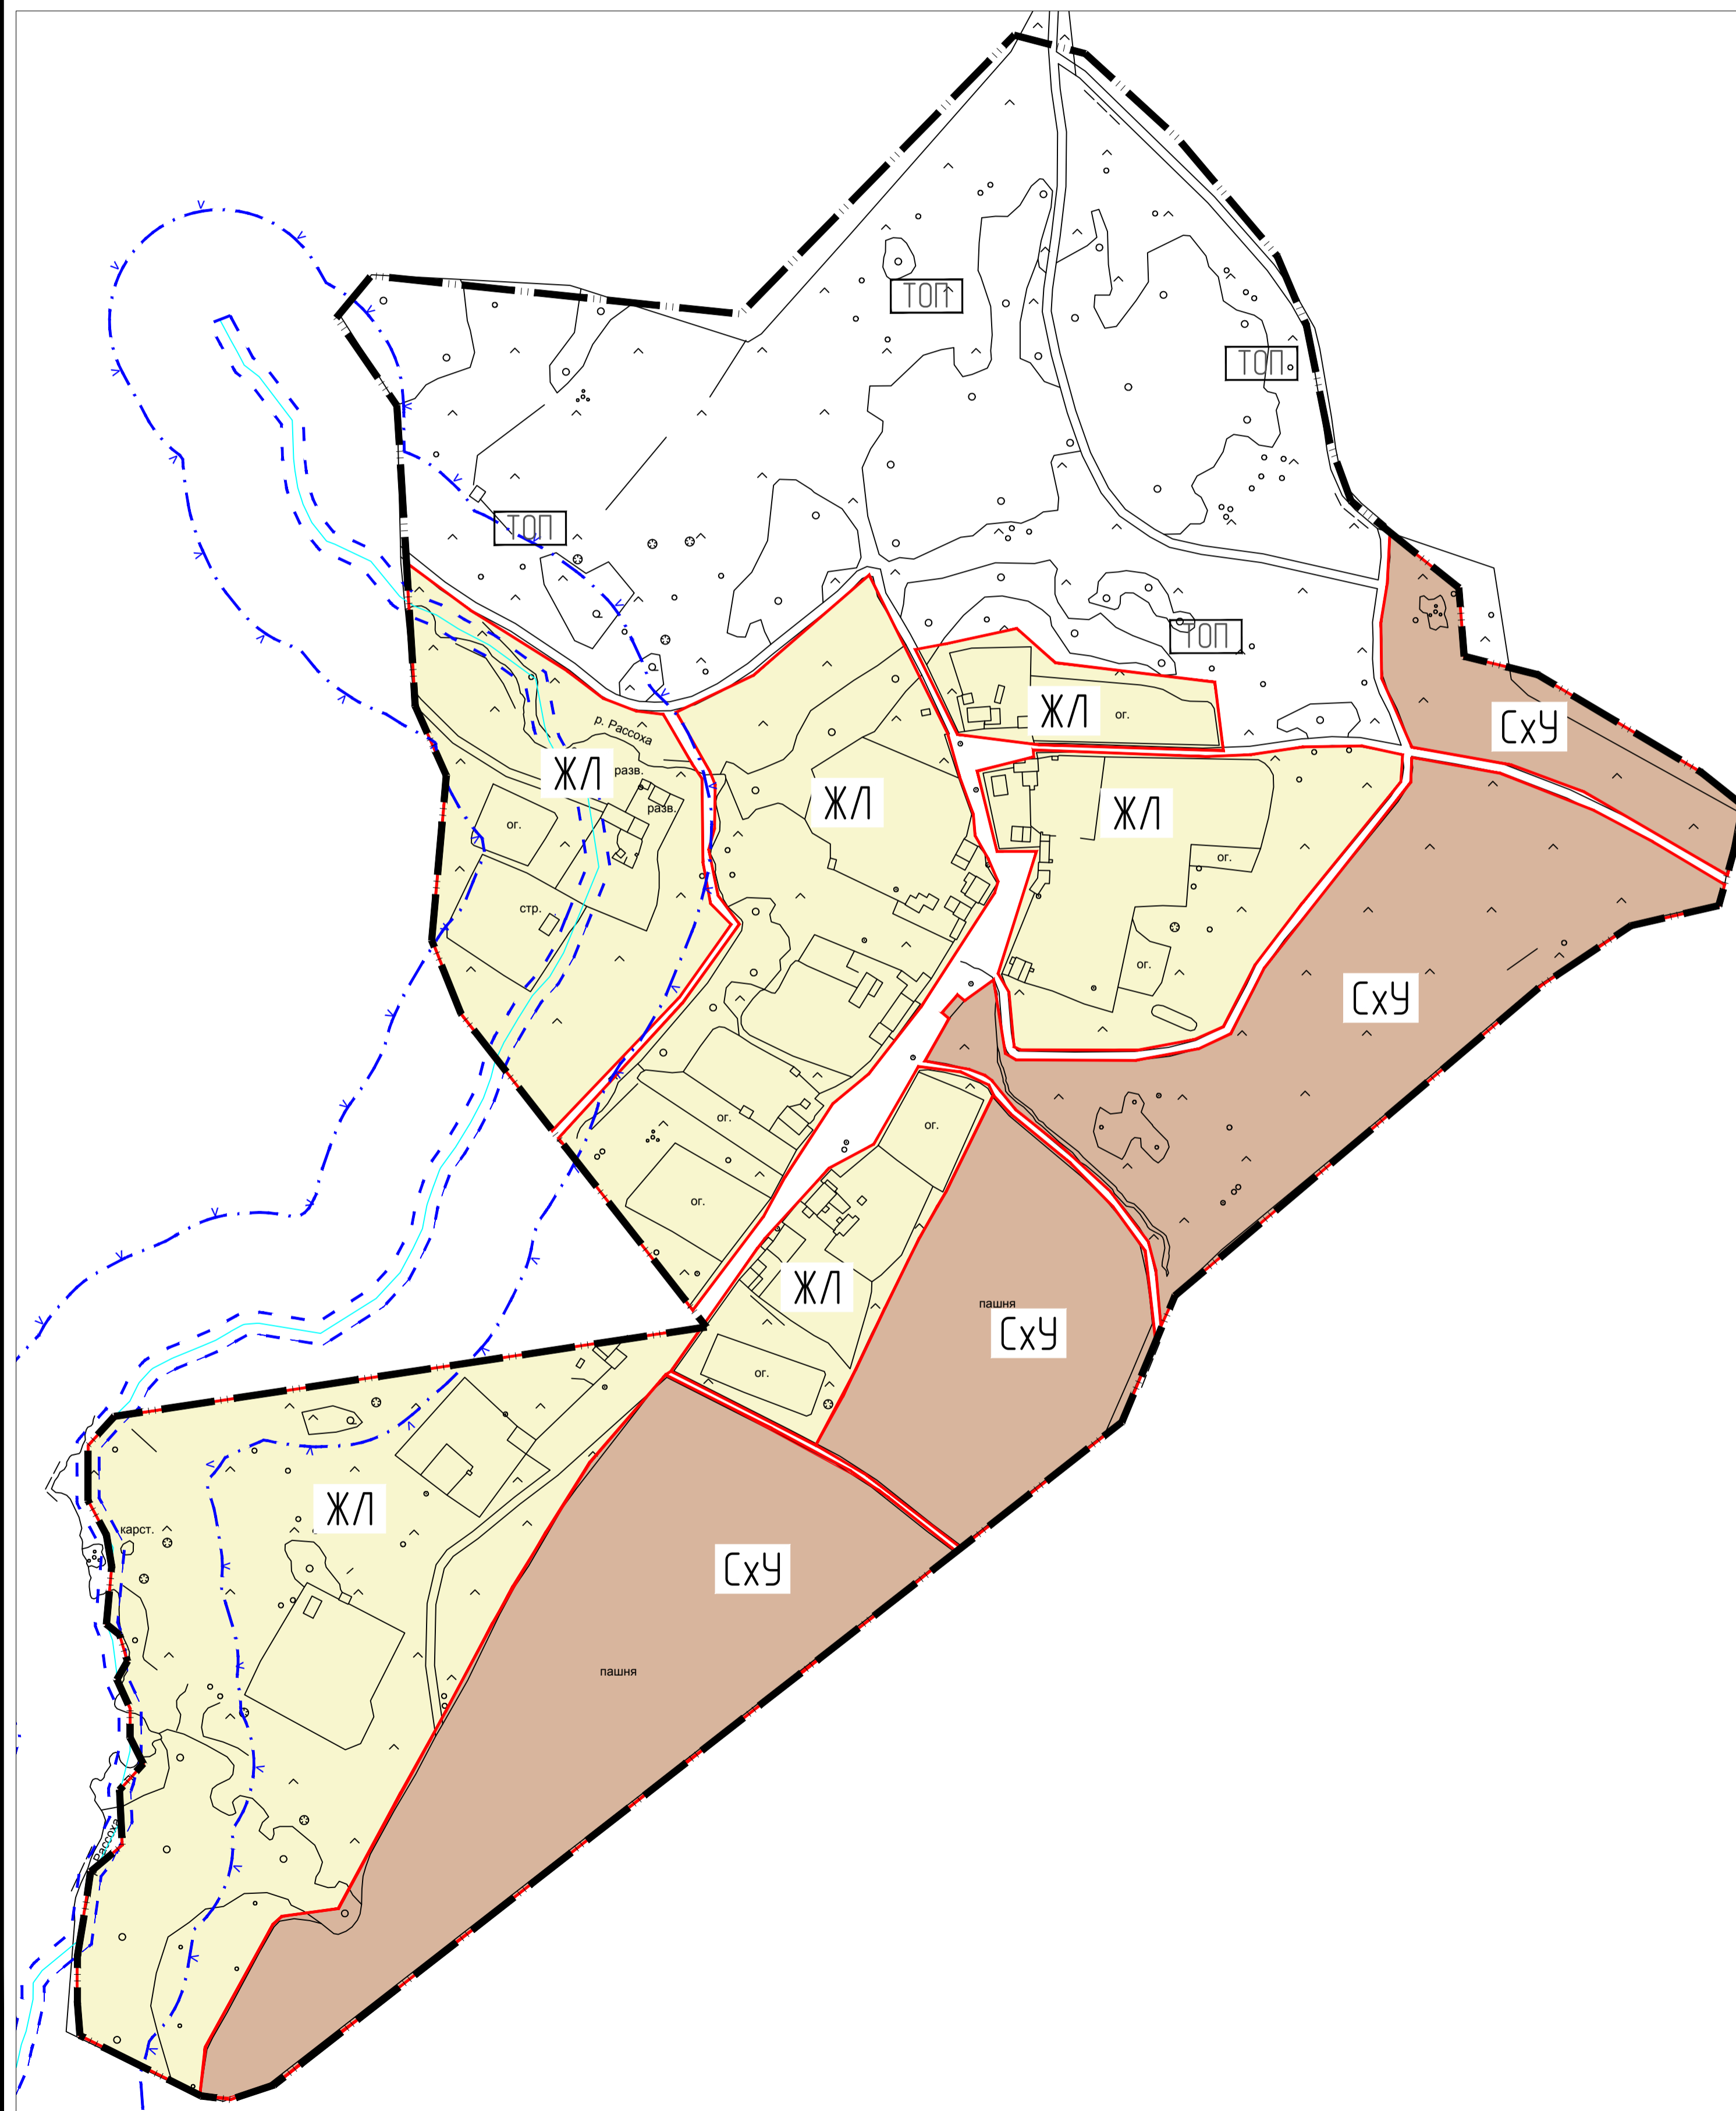 ТОП
ТОП
ТОП
ТОП
СхУ
ЖЛ
ог.
р. Рассоха
ЖЛ
разв.
ЖЛ
разв.
ЖЛ
ог.
ог.
стр.
ог.
СхУ
ог.
ог.
ог.
ЖЛ
пашня
СхУ
ог.
ЖЛ
карст.
СхУ
пашня
Рассоха